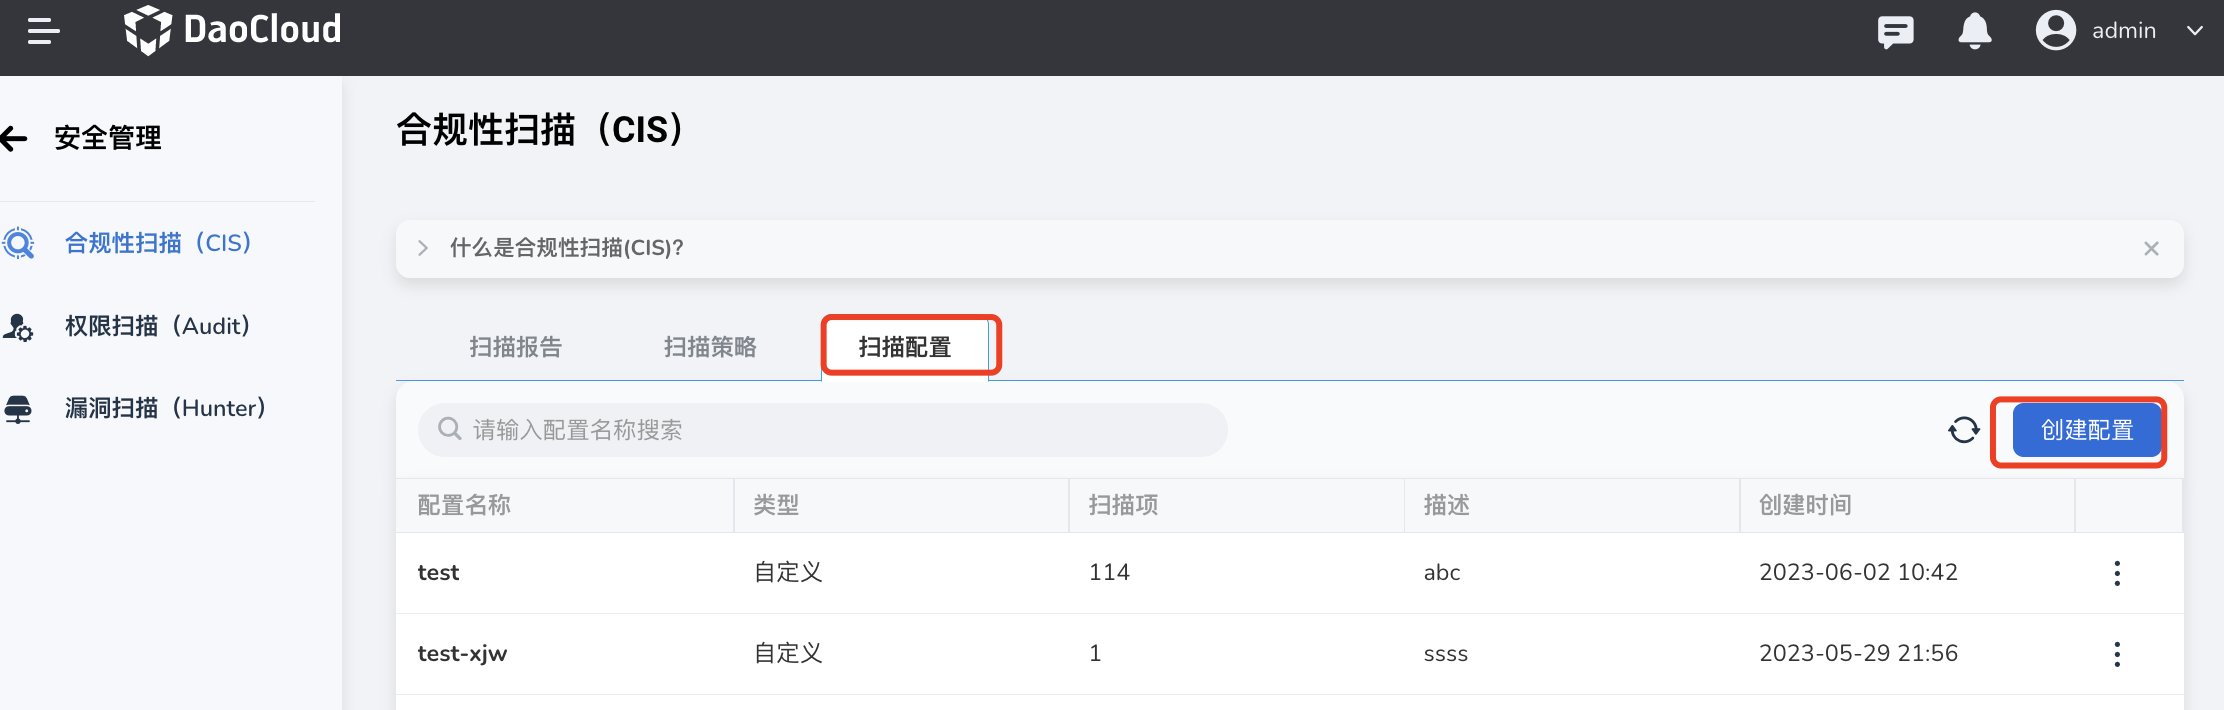 DaoCloud
admin
安全管理
合规性扫描（CIS）
权限扫描（Audit）
漏洞扫描（Hunter）
合规性扫描（CIS）
什么是合规性扫描(CIS)?
扫描报告 扫描策略 扫描配置
请输入配置名称搜索 创建配置
配置名称 类型 扫描项 描述 创建时间
test 自定义 114 abc 2023-06-02 10:42
test-xjw 自定义 1 ssss 2023-05-29 21:56